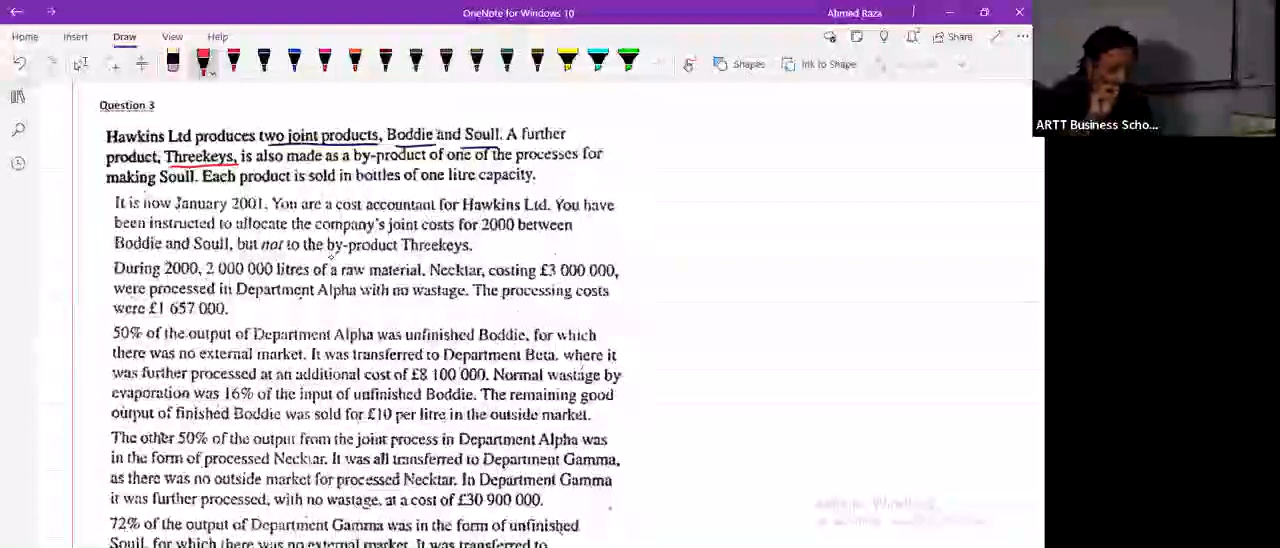 OneNote for Windows 10
Ahmed Raza
Home Insert Draw View Help
Share
Shapes Ink to Shape
ARTT Business Scho...
Question 3
Hawkins Ltd produces two joint products, Boddie and Soull. A further
product, Threekeys, is also made as a by-product of one of the processes for
making Soull. Each product is sold in bottles of one litre capacity.
It is now January 2001. You are a cost accountant for Hawkins Ltd. You have
been instructed to allocate the company's joint costs for 2000 between
Boddie and Soull, but not to the by-product Threekeys.
During 2000, 2 000 000 litres of a raw material, Necktar, costing £3 000 000,
were processed in Department Alpha with no wastage. The processing costs
were £1 657 000.
50% of the output of Department Alpha was unfinished Boddie, for which
there was no external market. It was transferred to Department Beta, where it
was further processed at an additional cost of £8 100 000. Normal wastage by
evaporation was 16% of the input of unfinished Boddie. The remaining good
output of finished Boddie was sold for £10 per litre in the outside market.
The other 50% of the output from the joint process in Department Alpha was
in the form of processed Necktar. It was all transferred to Department Gamma,
as there was no outside market for processed Necktar. In Department Gamma
it was further processed, with no wastage, at a cost of £30 900 000.
72% of the output of Department Gamma was in the form of unfinished
Soull, for which there was no external market. It was transferred to